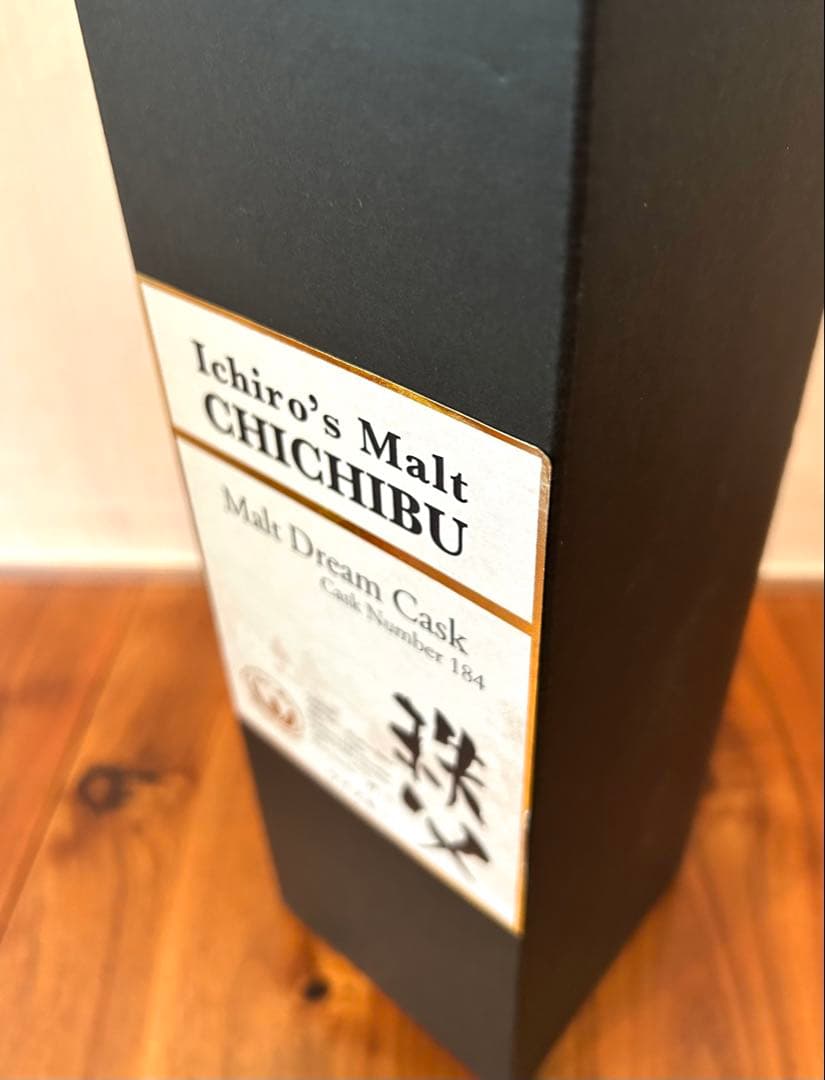 Ichiro's Malt
CHICHIBU
Malt Dream Cask
Cask Number 184
秩父